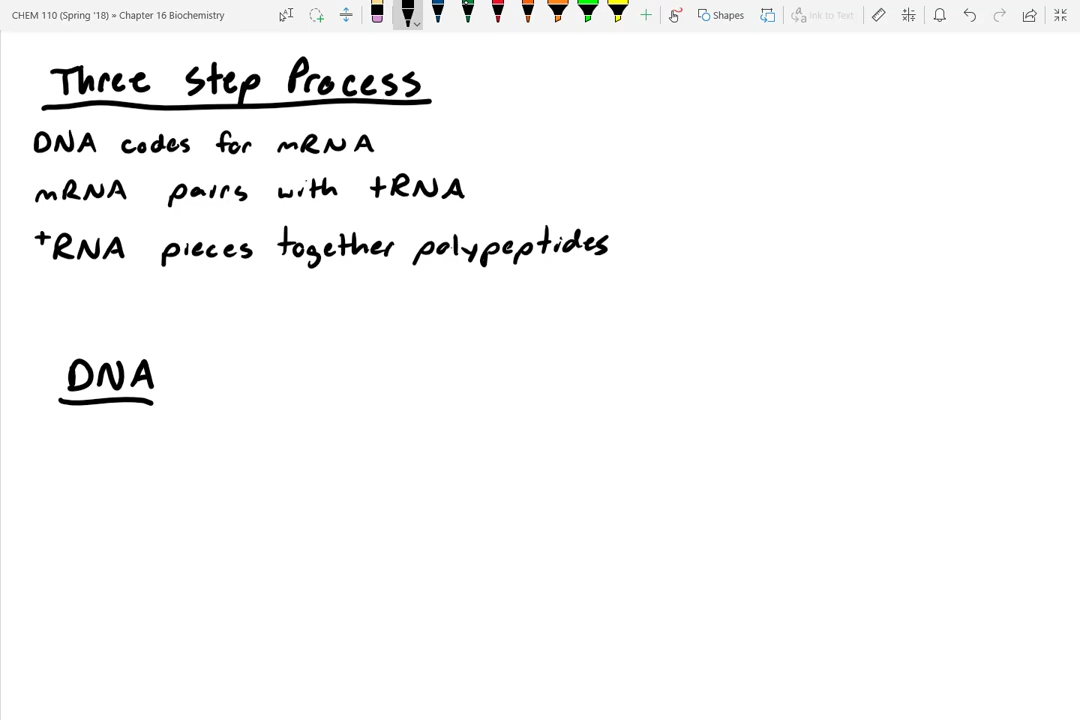 CHEM 110 (Spring '18) » Chapter 16 Biochemistry
Shapes
Ink to Text
Three Step Process
DNA codes for mRNA
mRNA pairs with tRNA
tRNA pieces together polypeptides
DNA